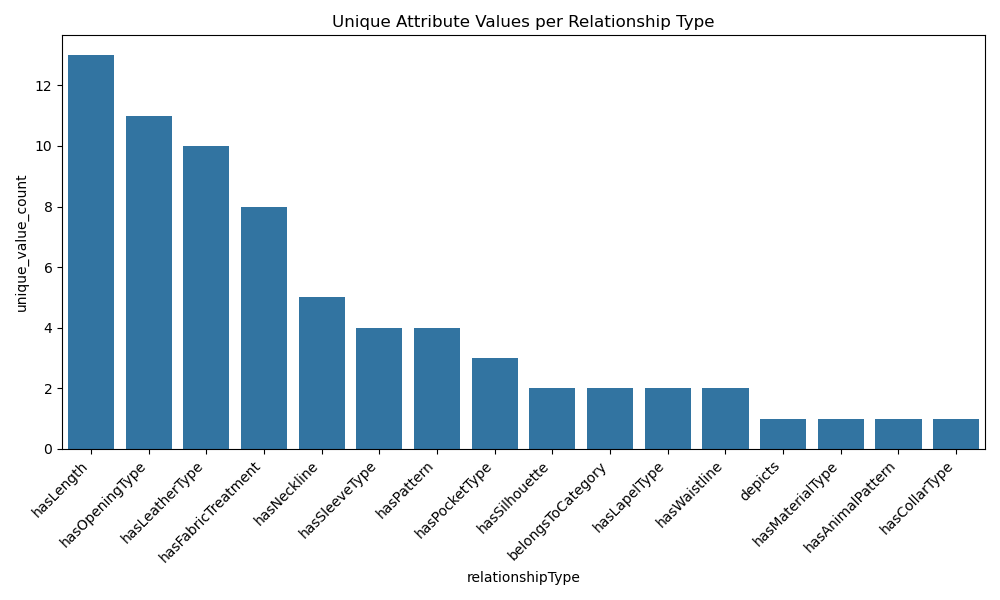 Unique Attribute Values per Relationship Type
unique_value_count
12
10
8
6
4
2
0
hasLength
hasOpeningType
hasLeatherType
hasFabricTreatment
hasNeckline
hasSleeveType
hasPattern
hasPocketType
hasSilhouette
belongsToCategory
hasLapelType
hasWaistline
depicts
hasMaterialType
hasAnimalPattern
hasCollarType
relationshipType